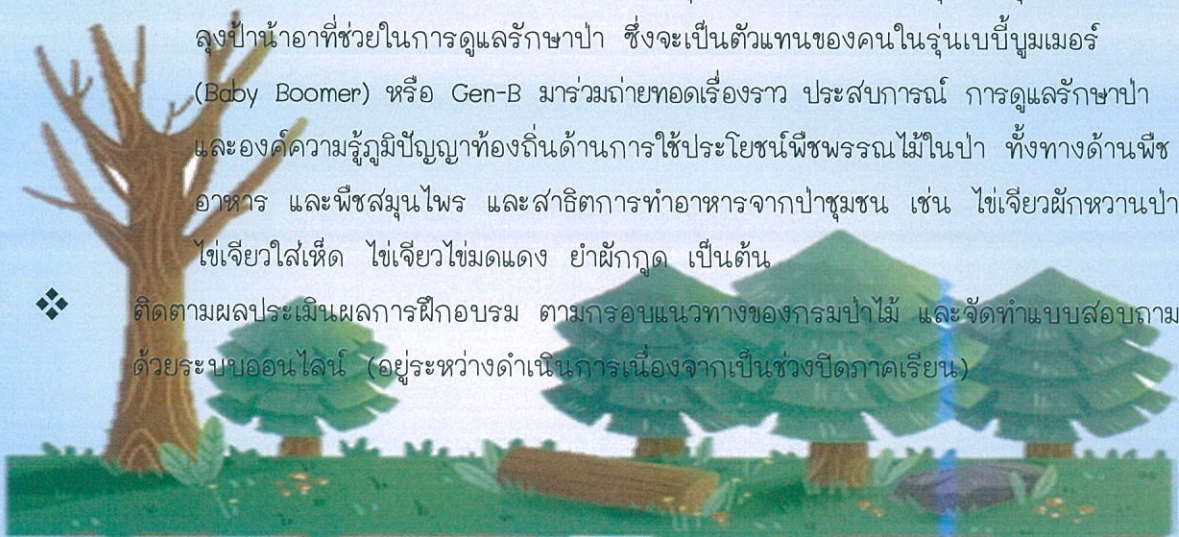 ลุงป้าน้าอาที่ช่วยในการดูแลรักษาป่า ซึ่งจะเป็นตัวแทนของคนในรุ่นเบบี้บูมเมอร์
(Baby Boomer) หรือ Gen-B มาร่วมถ่ายทอดเรื่องราว ประสบการณ์ การดูแลรักษาป่า
และองค์ความรู้ภูมิปัญญาท้องถิ่นด้านการใช้ประโยชน์พืชพรรณไม้ในป่า ทั้งทางด้านพืช
อาหาร และพืชสมุนไพร และสาธิตการทำอาหารจากป่าชุมชน เช่น ไข่เจียวผักหวานป่า
ไข่เจียวใส่เห็ด ไข่เจียวไข่มดแดง ยำผักกูด เป็นต้น
❖ ติดตามผลประเมินผลการฝึกอบรม ตามกรอบแนวทางของกรมป่าไม้ และจัดทำแบบสอบถาม
ด้วยระบบออนไลน์ (อยู่ระหว่างดำเนินการเนื่องจากเป็นช่วงปิดภาคเรียน)